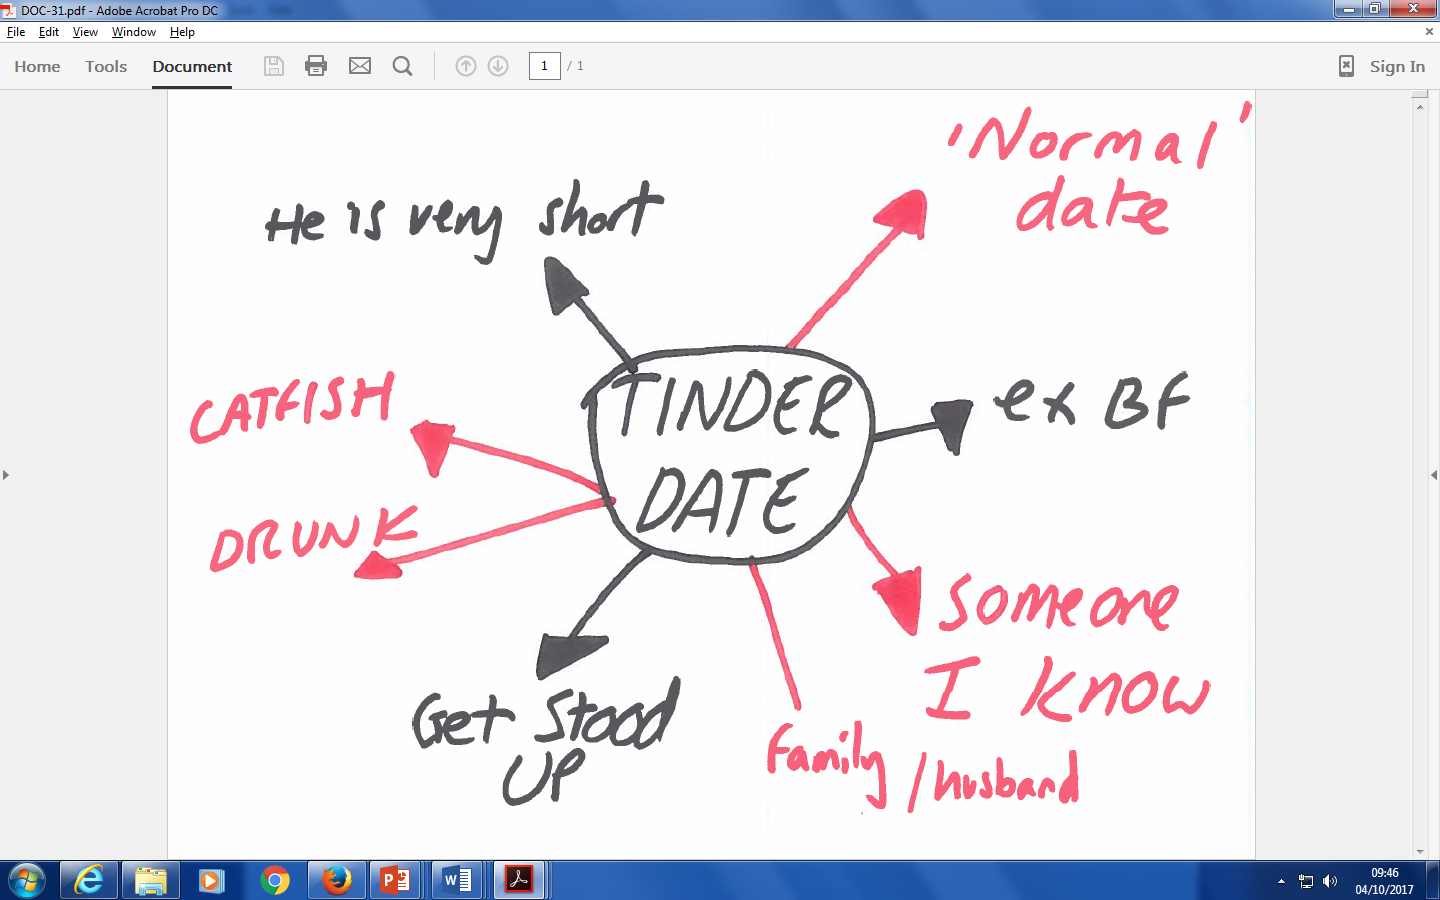 DOC-31.pdf - Adobe Acrobat Pro DC
File Edit View Window Help
Home Tools Document 1 / 1 Sign In
'Normal'
date
He is very short
TINDER
DATE
ex BF
CATFISH
DRUNK
Someone
I know
Get Stood
UP
family / husband
09:46
04/10/2017